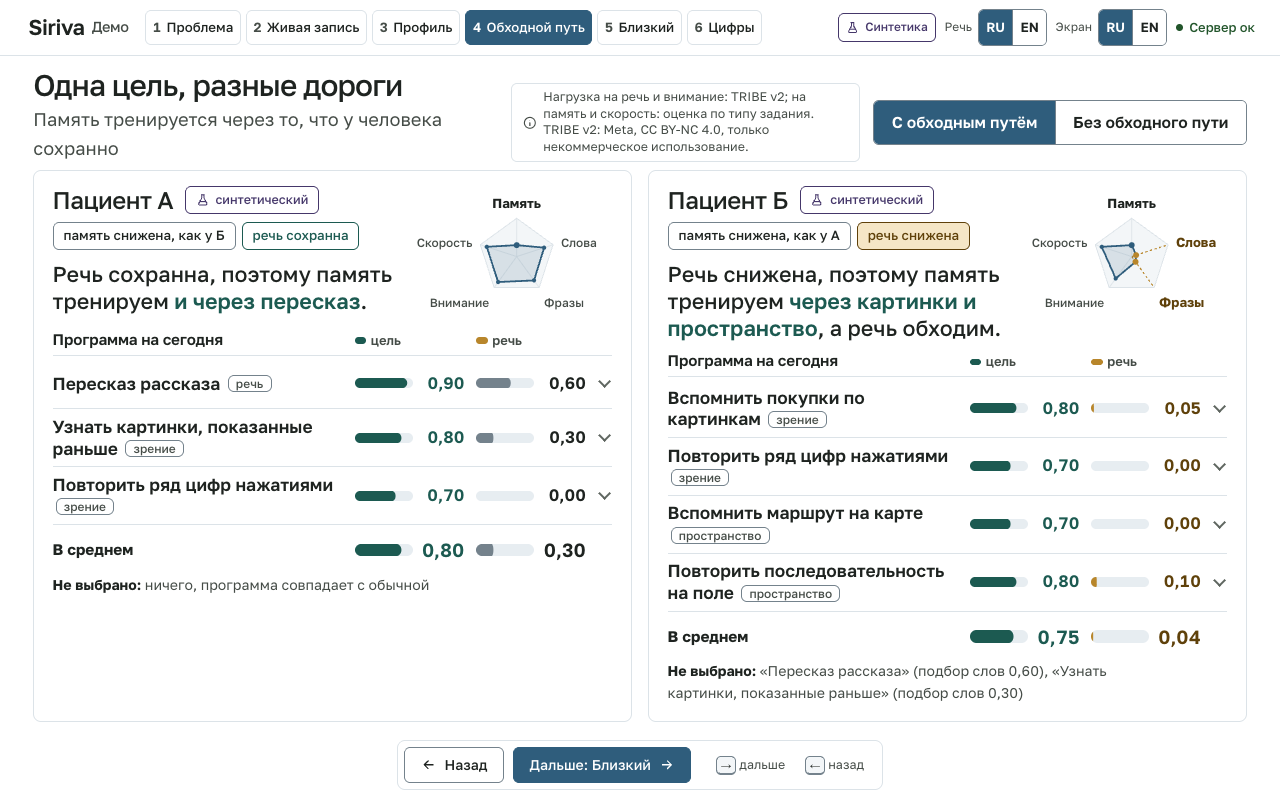 Siriva Демо
1 Проблема
2 Живая запись
3 Профиль
4 Обходной путь
5 Близкий
6 Цифры
Синтетика
Речь RU EN
Экран RU EN
Сервер ок
Одна цель, разные дороги
Память тренируется через то, что у человека
сохранно
Нагрузка на речь и внимание: TRIBE v2; на
память и скорость: оценка по типу задания.
TRIBE v2: Meta, CC BY-NC 4.0, только
некоммерческое использование.
С обходным путём
Без обходного пути
Пациент А синтетический
память снижена, как у Б речь сохранна
Речь сохранна, поэтому память
тренируем и через пересказ.
Память
Скорость
Слова
Внимание
Фразы
Программа на сегодня цель речь
Пересказ рассказа речь 0,90 0,60
Узнать картинки, показанные
раньше зрение 0,80 0,30
Повторить ряд цифр нажатиями
зрение 0,70 0,00
В среднем 0,80 0,30
Не выбрано: ничего, программа совпадает с обычной
Пациент Б синтетический
память снижена, как у А речь снижена
Речь снижена, поэтому память
тренируем через картинки и
пространство, а речь обходим.
Память
Скорость
Слова
Внимание
Фразы
Программа на сегодня цель речь
Вспомнить покупки по
картинкам зрение 0,80 0,05
Повторить ряд цифр нажатиями
зрение 0,70 0,00
Вспомнить маршрут на карте
пространство 0,70 0,00
Повторить последовательность
на поле пространство 0,80 0,10
В среднем 0,75 0,04
Не выбрано: «Пересказ рассказа» (подбор слов 0,60), «Узнать
картинки, показанные раньше» (подбор слов 0,30)
← Назад
Дальше: Близкий →
→ дальше
← назад